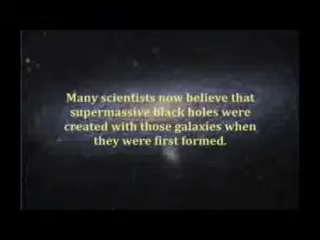 Many scientists now believe that
supermassive black holes were
created with those galaxies when
they were first formed.